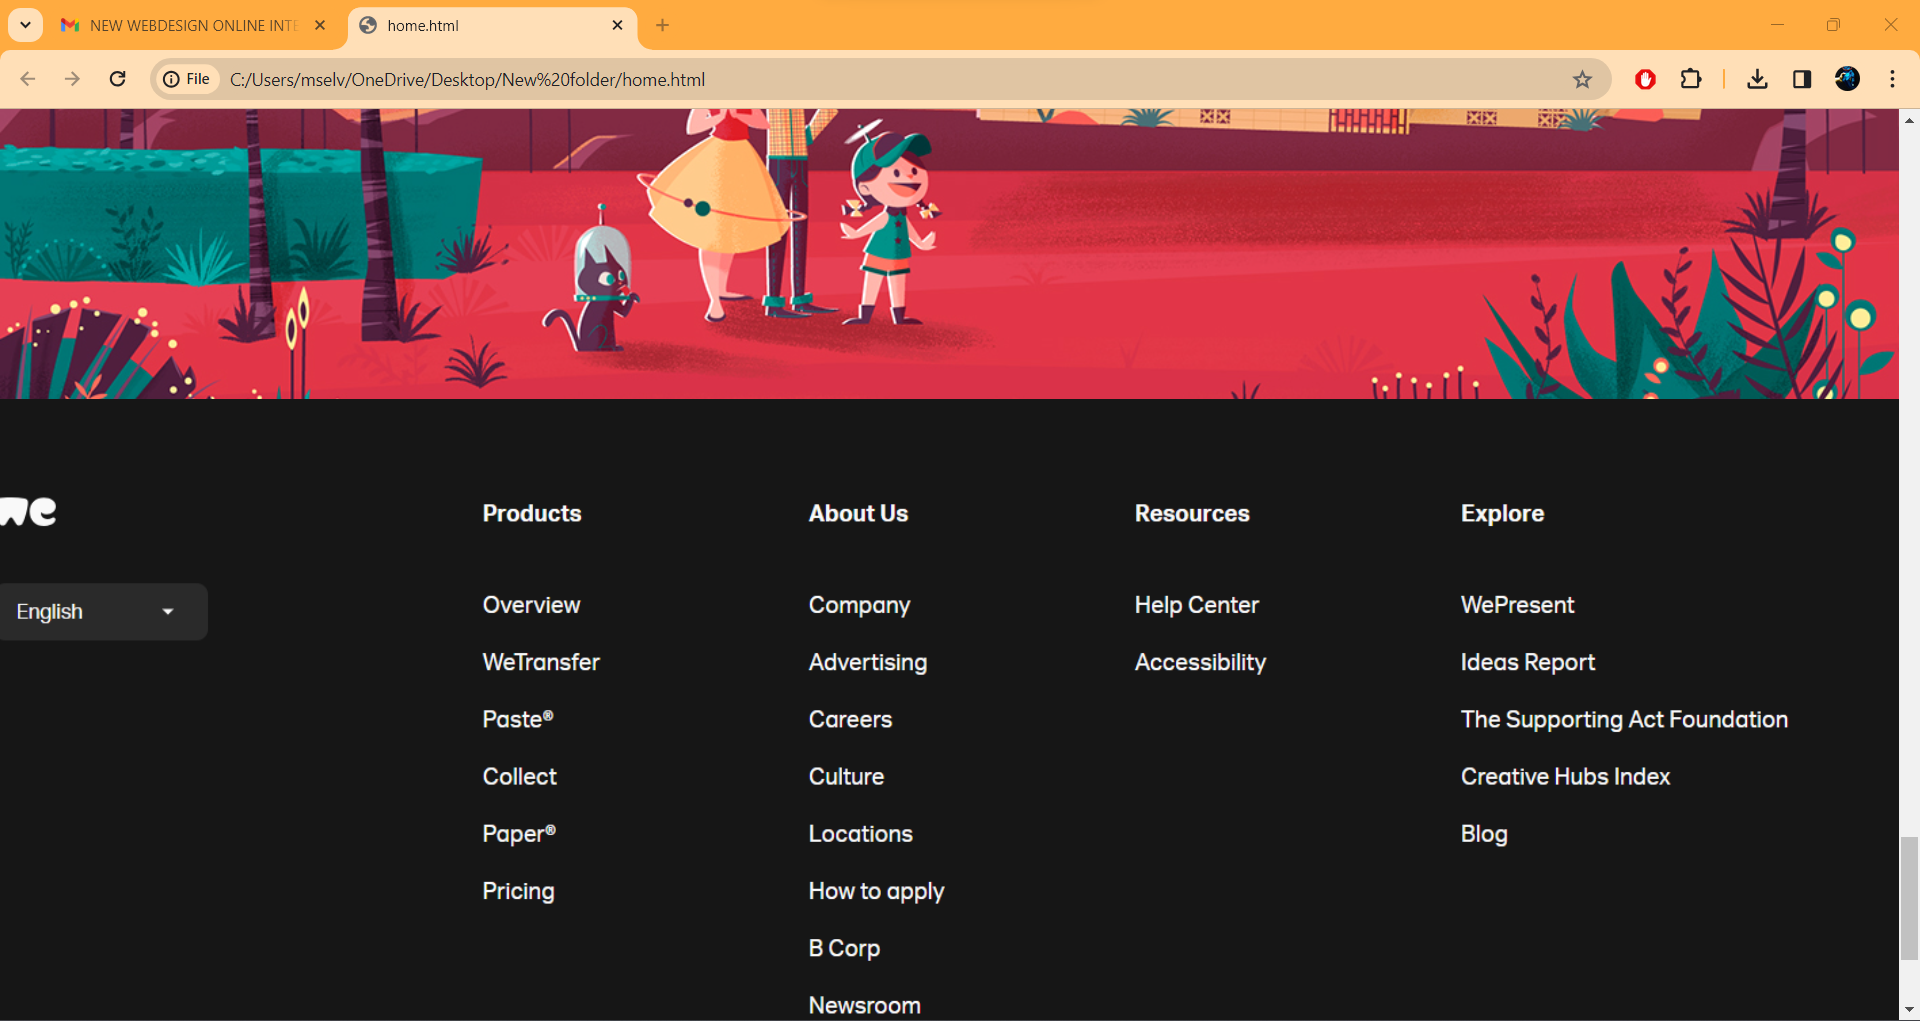 NEW WEBDESIGN ONLINE INTE
home.html
File
C:/Users/mselv/OneDrive/Desktop/New%20folder/home.html
we
English
Products
Overview
WeTransfer
Paste®
Collect
Paper®
Pricing
About Us
Company
Advertising
Careers
Culture
Locations
How to apply
B Corp
Newsroom
Resources
Help Center
Accessibility
Explore
WePresent
Ideas Report
The Supporting Act Foundation
Creative Hubs Index
Blog